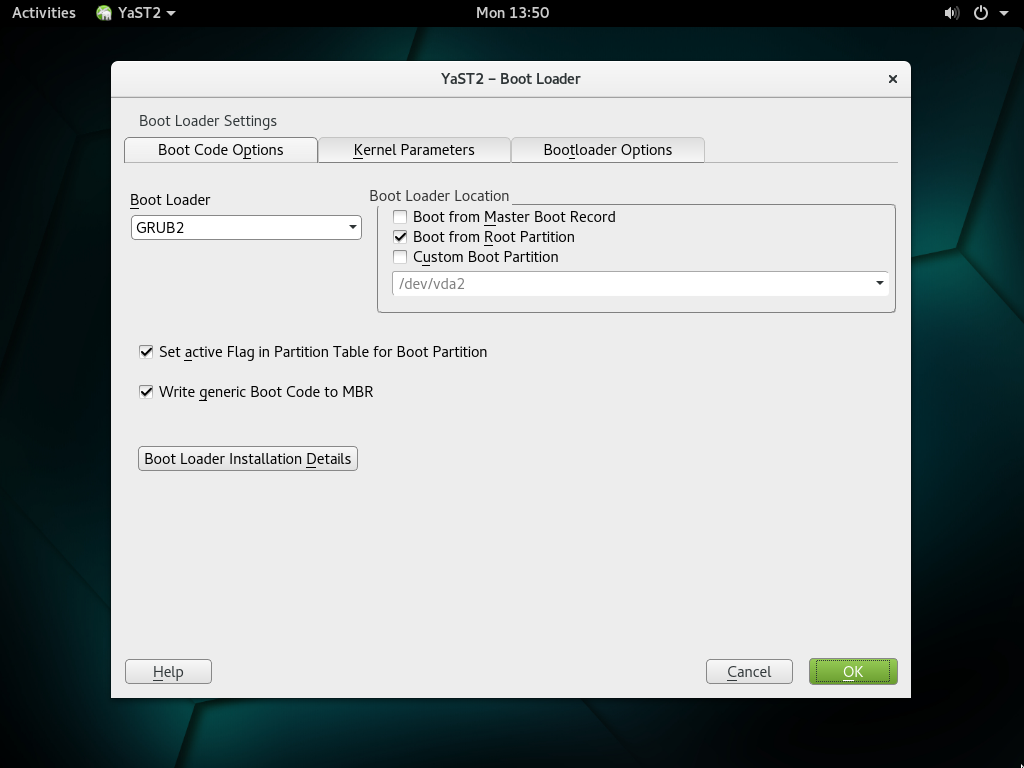 Activities YaST2 Mon 13:50
YaST2 – Boot Loader
Boot Loader Settings
Boot Code Options Kernel Parameters Bootloader Options
Boot Loader
GRUB2
Boot Loader Location
Boot from Master Boot Record
Boot from Root Partition
Custom Boot Partition
/dev/vda2
Set active Flag in Partition Table for Boot Partition
Write generic Boot Code to MBR
Boot Loader Installation Details
Help Cancel OK